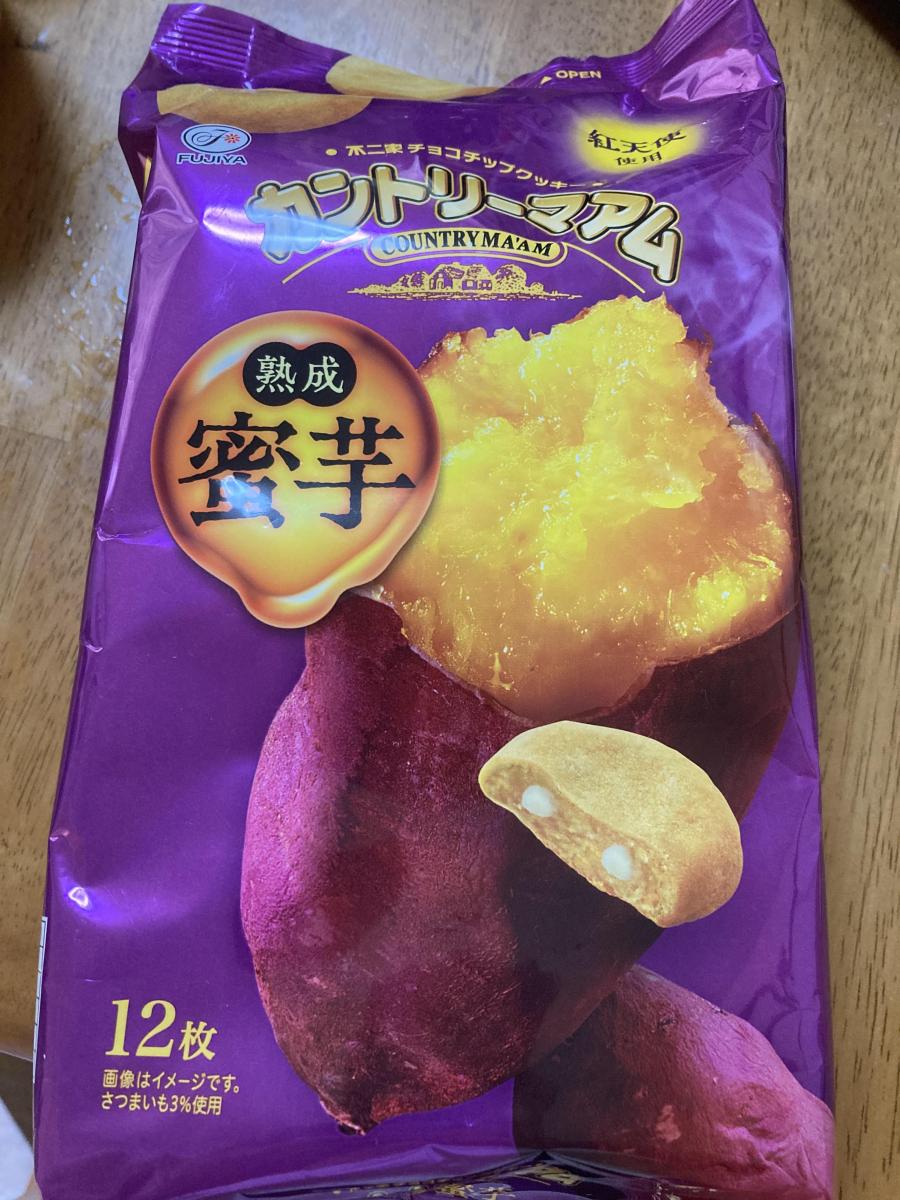 OPEN
FUJIYA
紅天使
使用
不二家 チョコチップクッキー
カントリーマアム
COUNTRY MA'AM
熟成
蜜芋
12枚
画像はイメージです。
さつまいも3%使用